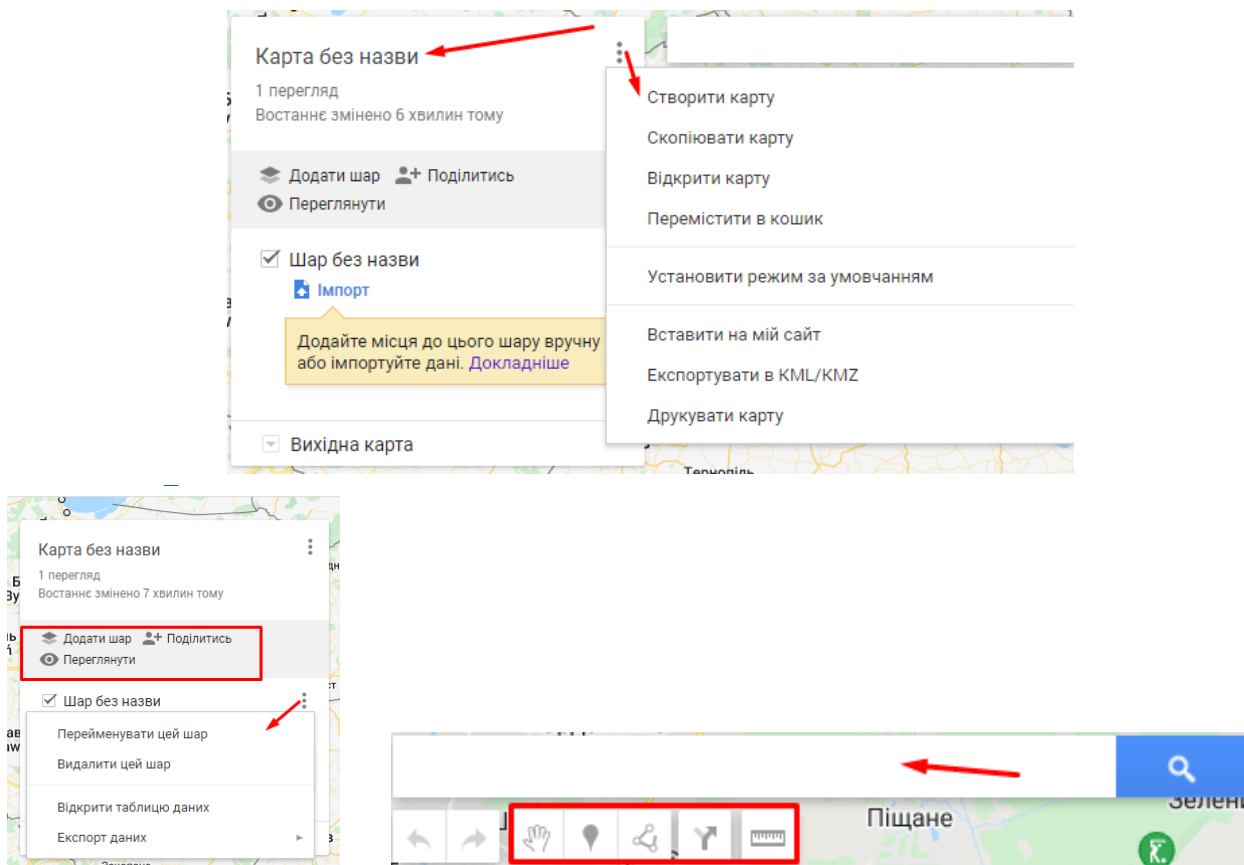 Карта без назви
1 перегляд
Востаннє змінено 6 хвилин тому
Додати шар Поділитись
Переглянути
Шар без назви
Імпорт
Додайте місця до цього шару вручну
або імпортуйте дані. Докладніше
Вихідна карта
Створити карту
Скопіювати карту
Відкрити карту
Перемістити в кошик
Установити режим за умовчанням
Вставити на мій сайт
Експортувати в KML/KMZ
Друкувати карту
Тернопіль
Карта без назви
1 перегляд
Востаннє змінено 7 хвилин тому
Додати шар Поділитись
Переглянути
Шар без назви
Перейменувати цей шар
Видалити цей шар
Відкрити таблицю даних
Експорт даних
Піщане
Зелени